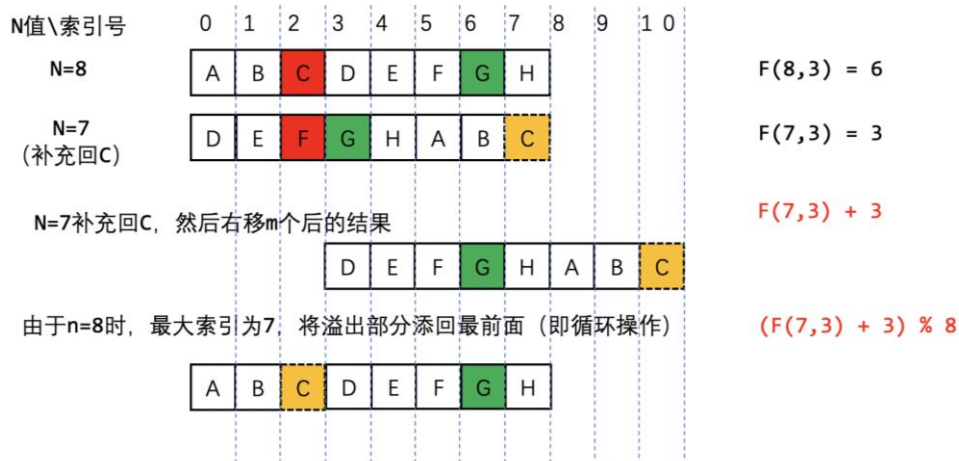 N值\索引号 0 1 2 3 4 5 6 7 8 9 1 0
N=8 A B C D E F G H F(8,3) = 6
N=7 D E F G H A B C F(7,3) = 3
(补充回C)
F(7,3) + 3
N=7补充回C，然后右移m个后的结果
D E F G H A B C
由于n=8时，最大索引为7，将溢出部分添回最前面（即循环操作） (F(7,3) + 3) % 8
A B C D E F G H